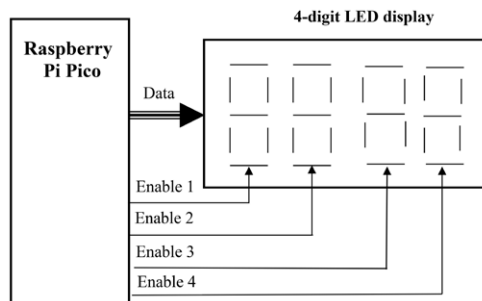 4-digit LED display
Raspberry
Pi Pico
Data
Enable 1
Enable 2
Enable 3
Enable 4